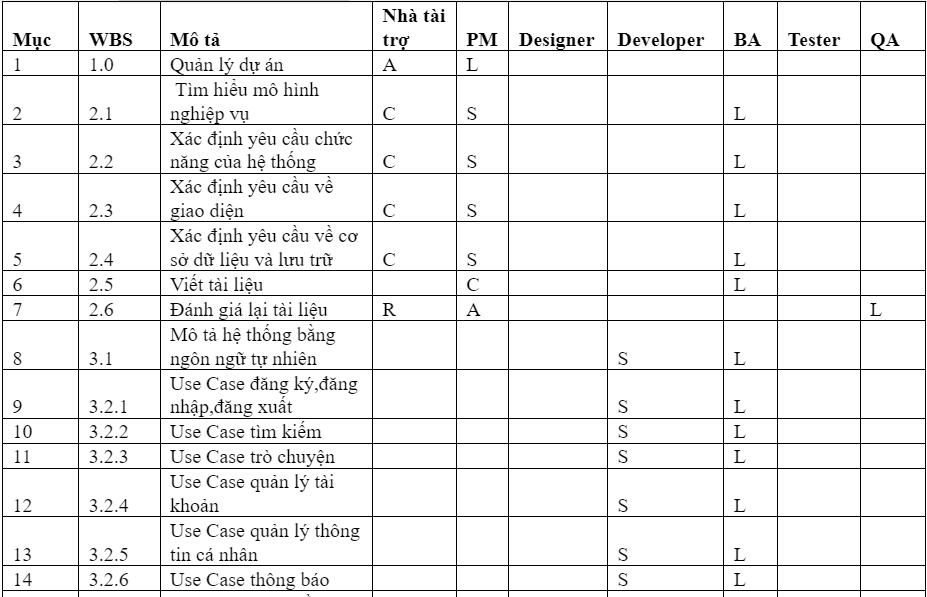 Mục WBS Mô tả Nhà tài trợ PM Designer Developer BA Tester QA
1 1.0 Quản lý dự án A L
2 2.1 Tìm hiểu mô hình nghiệp vụ C S L
3 2.2 Xác định yêu cầu chức năng của hệ thống C S L
4 2.3 Xác định yêu cầu về giao diện C S L
5 2.4 Xác định yêu cầu về cơ sở dữ liệu và lưu trữ C S L
6 2.5 Viết tài liệu C L
7 2.6 Đánh giá lại tài liệu R A L
8 3.1 Mô tả hệ thống bằng ngôn ngữ tự nhiên S L
9 3.2.1 Use Case đăng ký,đăng nhập,đăng xuất S L
10 3.2.2 Use Case tìm kiếm S L
11 3.2.3 Use Case trò chuyện S L
12 3.2.4 Use Case quản lý tài khoản S L
13 3.2.5 Use Case quản lý thông tin cá nhân S L
14 3.2.6 Use Case thông báo S L